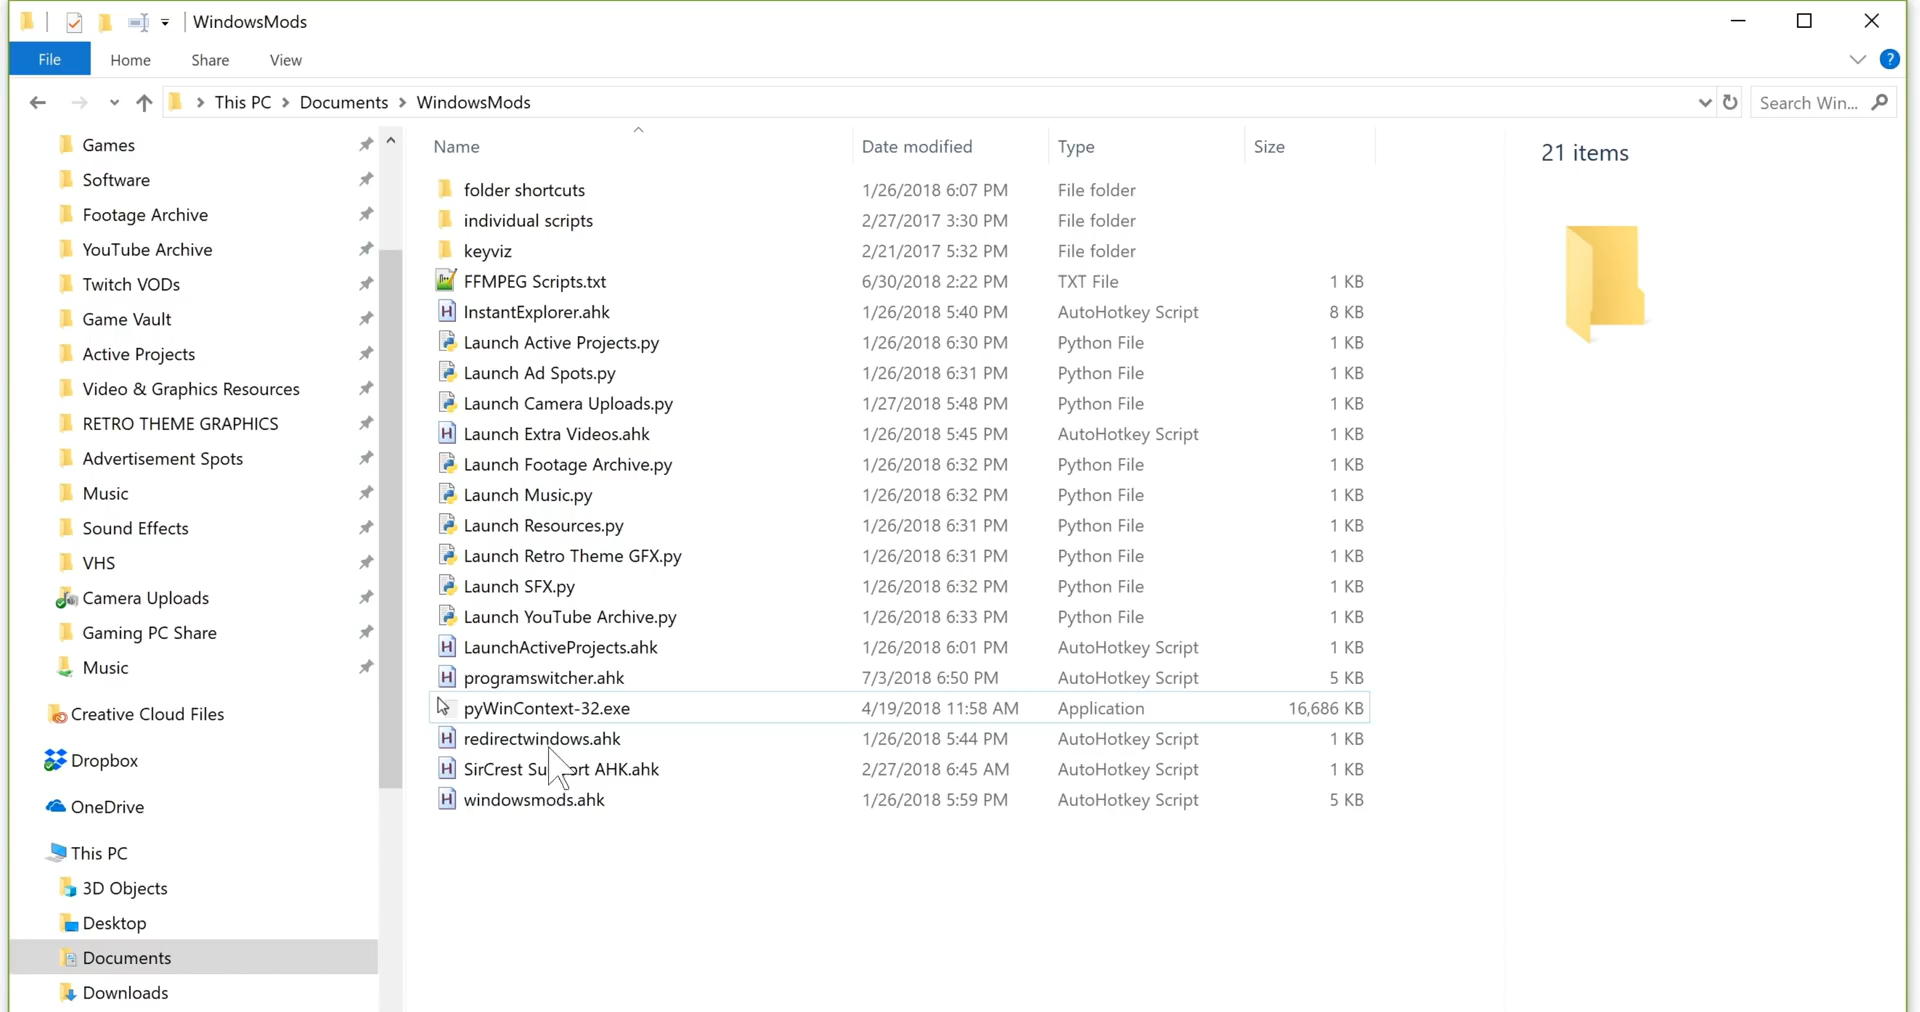 WindowsMods
File Home Share View
?
This PC Documents WindowsMods
Search Win...
Games
Software
Footage Archive
YouTube Archive
Twitch VODs
Game Vault
Active Projects
Video & Graphics Resources
RETRO THEME GRAPHICS
Advertisement Spots
Music
Sound Effects
VHS
Camera Uploads
Gaming PC Share
Music
Creative Cloud Files
Dropbox
OneDrive
This PC
3D Objects
Desktop
Documents
Downloads
Name Date modified Type Size
folder shortcuts 1/26/2018 6:07 PM File folder
individual scripts 2/27/2017 3:30 PM File folder
keyviz 2/21/2017 5:32 PM File folder
FFMPEG Scripts.txt 6/30/2018 2:22 PM TXT File 1 KB
InstantExplorer.ahk 1/26/2018 5:40 PM AutoHotkey Script 8 KB
Launch Active Projects.py 1/26/2018 6:30 PM Python File 1 KB
Launch Ad Spots.py 1/26/2018 6:31 PM Python File 1 KB
Launch Camera Uploads.py 1/27/2018 5:48 PM Python File 1 KB
Launch Extra Videos.ahk 1/26/2018 5:45 PM AutoHotkey Script 1 KB
Launch Footage Archive.py 1/26/2018 6:32 PM Python File 1 KB
Launch Music.py 1/26/2018 6:32 PM Python File 1 KB
Launch Resources.py 1/26/2018 6:31 PM Python File 1 KB
Launch Retro Theme GFX.py 1/26/2018 6:31 PM Python File 1 KB
Launch SFX.py 1/26/2018 6:32 PM Python File 1 KB
Launch YouTube Archive.py 1/26/2018 6:33 PM Python File 1 KB
LaunchActiveProjects.ahk 1/26/2018 6:01 PM AutoHotkey Script 1 KB
programswitcher.ahk 7/3/2018 6:50 PM AutoHotkey Script 5 KB
pyWinContext-32.exe 4/19/2018 11:58 AM Application 16,686 KB
redirectwindows.ahk 1/26/2018 5:44 PM AutoHotkey Script 1 KB
SirCrest Support AHK.ahk 2/27/2018 6:45 AM AutoHotkey Script 1 KB
windowsmods.ahk 1/26/2018 5:59 PM AutoHotkey Script 5 KB
21 items